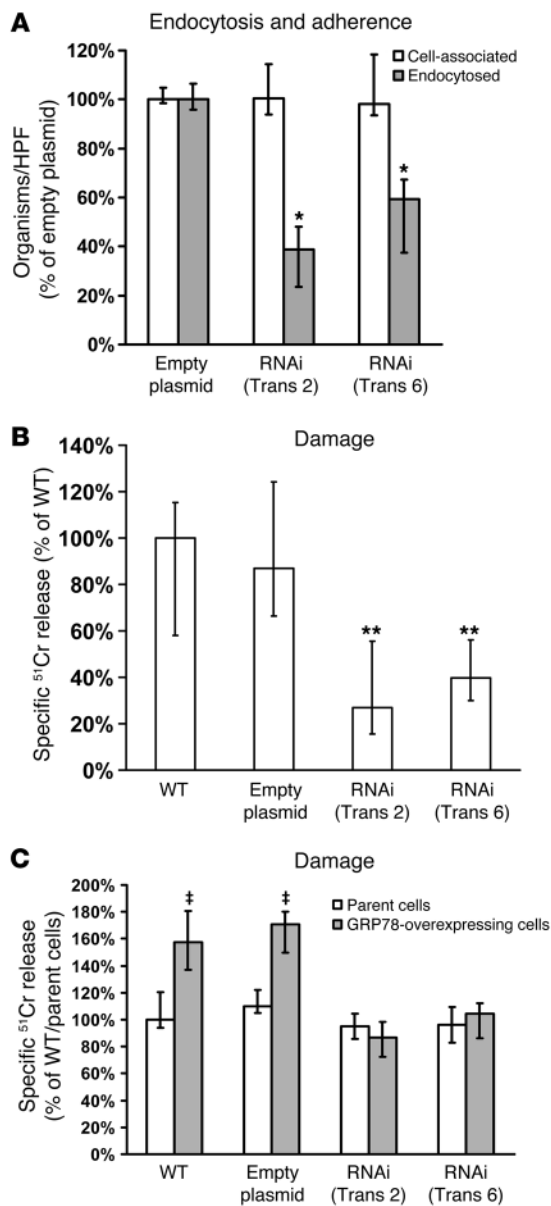 A
Endocytosis and adherence
Organisms/HPF
(% of empty plasmid)
120%
100%
80%
60%
40%
20%
0%
Cell-associated
Endocytosed
*
*
Empty
plasmid
RNAi
(Trans 2)
RNAi
(Trans 6)
B
Damage
Specific ⁵¹Cr release (% of WT)
140%
120%
100%
80%
60%
40%
20%
0%
**
**
WT
Empty
plasmid
RNAi
(Trans 2)
RNAi
(Trans 6)
C
Damage
Specific ⁵¹Cr release
(% of WT/parent cells)
200%
180%
160%
140%
120%
100%
80%
60%
40%
20%
0%
‡
‡
Parent cells
GRP78-overexpressing cells
WT
Empty
plasmid
RNAi
(Trans 2)
RNAi
(Trans 6)